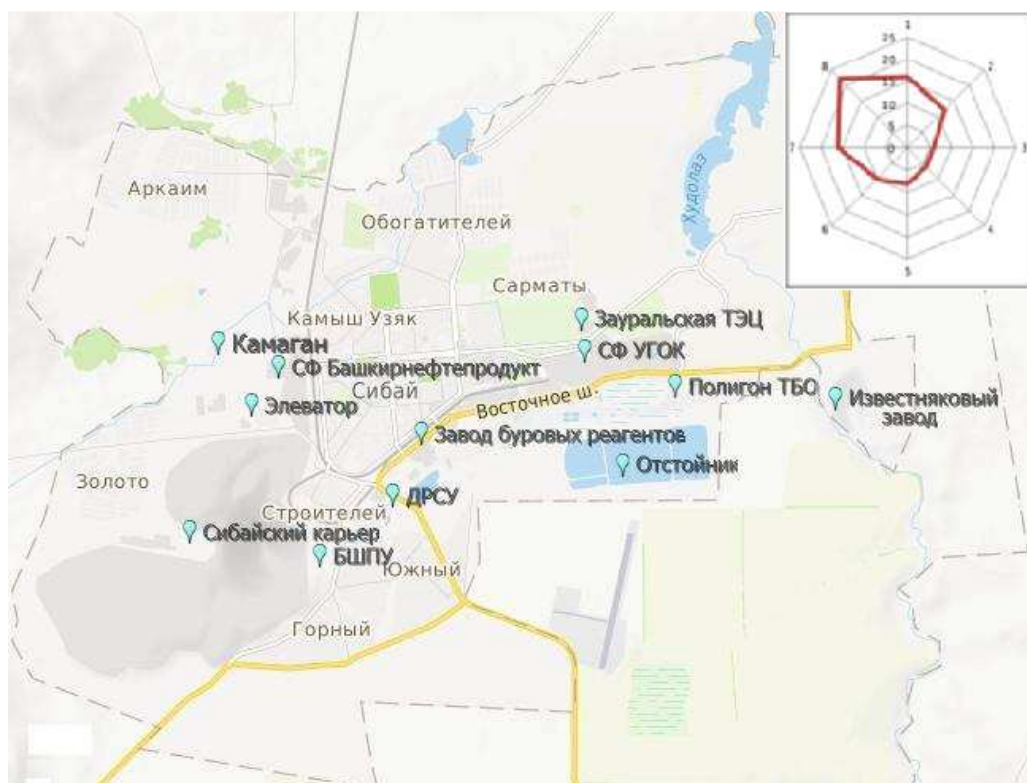 1
25
20
15
10
5
0
8
2
7
3
6
4
5
Аркаим
Обогатителей
Худолаз
Сарматы
Камыш Узяк
Зауральская ТЭЦ
Камаган
СФ УГОК
СФ Башкирнефтепродукт
Сибай
Полигон ТБО
Элеватор
Восточное ш.
Известняковый
завод
Завод буровых реагентов
Отстойник
Золото
ДРСУ
Строителей
Сибайский карьер
БШПУ
Южный
Горный